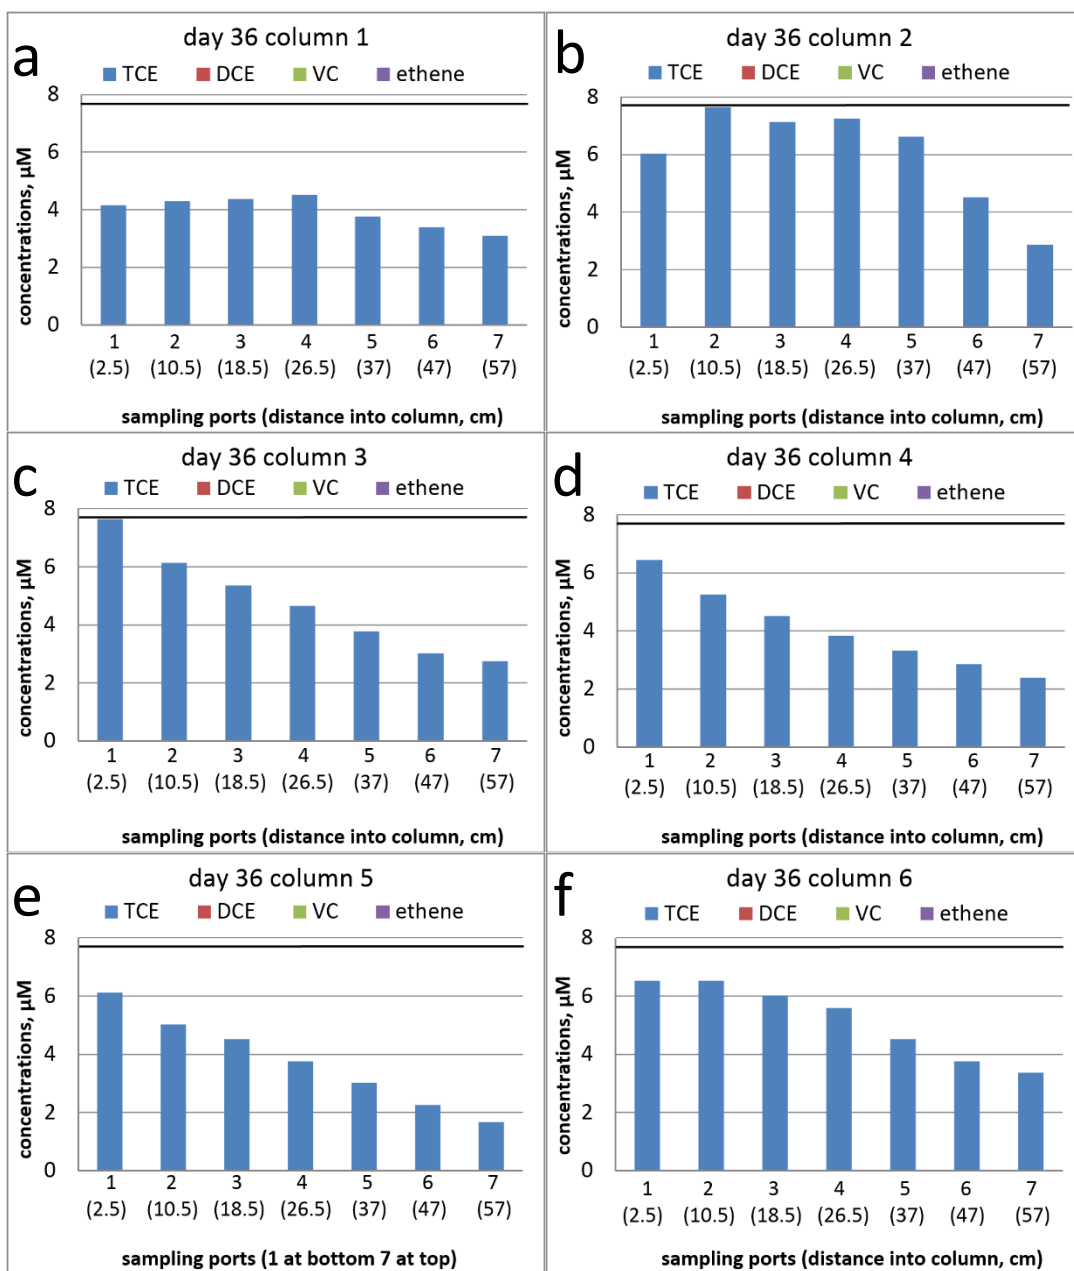 a
day 36 column 1
TCE DCE VC ethene
concentrations, µM
8
6
4
2
0
1 2 3 4 5 6 7
(2.5) (10.5) (18.5) (26.5) (37) (47) (57)
sampling ports (distance into column, cm)
b
day 36 column 2
TCE DCE VC ethene
concentrations, µM
8
6
4
2
0
1 2 3 4 5 6 7
(2.5) (10.5) (18.5) (26.5) (37) (47) (57)
sampling ports (distance into column, cm)
c
day 36 column 3
TCE DCE VC ethene
concentrations, µM
8
6
4
2
0
1 2 3 4 5 6 7
(2.5) (10.5) (18.5) (26.5) (37) (47) (57)
sampling ports (distance into column, cm)
d
day 36 column 4
TCE DCE VC ethene
concentrations, µM
8
6
4
2
0
1 2 3 4 5 6 7
(2.5) (10.5) (18.5) (26.5) (37) (47) (57)
sampling ports (distance into column, cm)
e
day 36 column 5
TCE DCE VC ethene
concentrations, µM
8
6
4
2
0
1 2 3 4 5 6 7
(2.5) (10.5) (18.5) (26.5) (37) (47) (57)
sampling ports (1 at bottom 7 at top)
f
day 36 column 6
TCE DCE VC ethene
concentrations, µM
8
6
4
2
0
1 2 3 4 5 6 7
(2.5) (10.5) (18.5) (26.5) (37) (47) (57)
sampling ports (distance into column, cm)